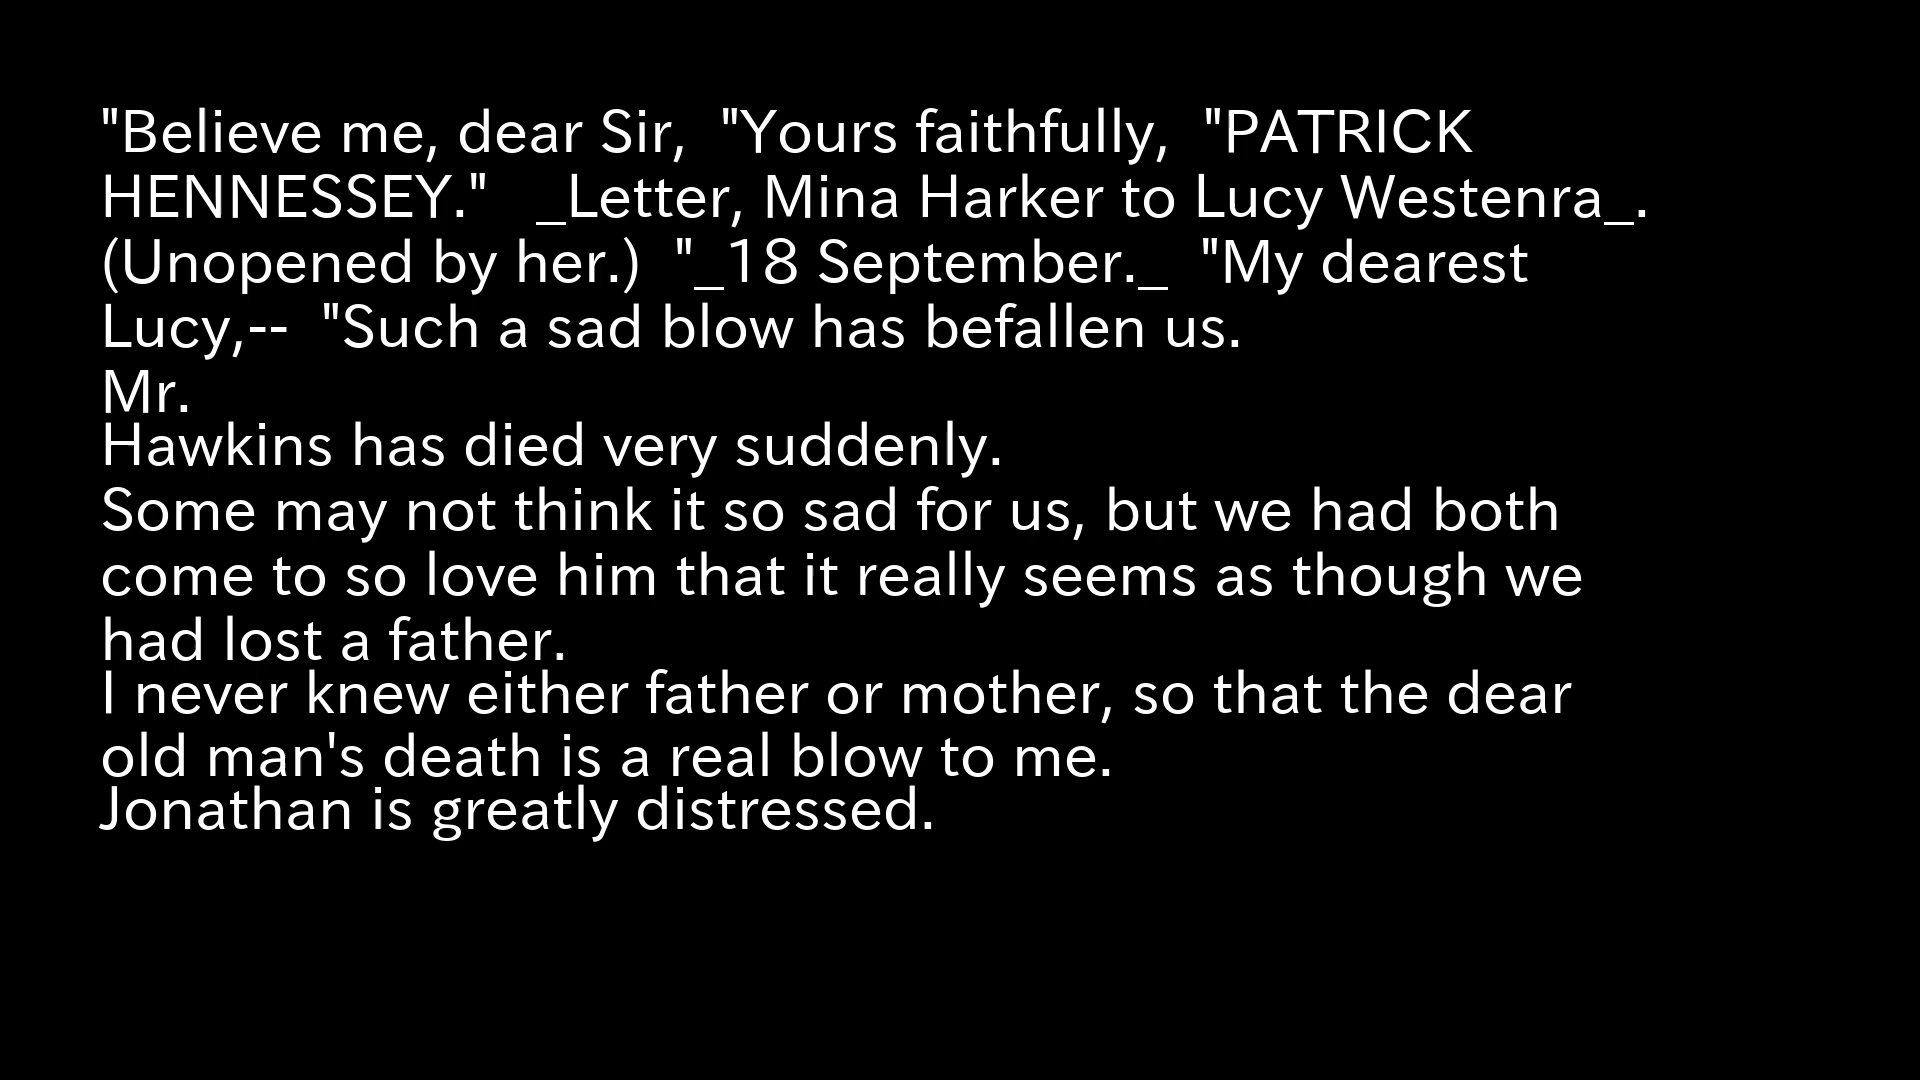 "Believe me, dear Sir,  "Yours faithfully,  "PATRICK
HENNESSEY."   _Letter, Mina Harker to Lucy Westenra_.
(Unopened by her.)  "_18 September._  "My dearest
Lucy,--  "Such a sad blow has befallen us.
Mr.
Hawkins has died very suddenly.
Some may not think it so sad for us, but we had both
come to so love him that it really seems as though we
had lost a father.
I never knew either father or mother, so that the dear
old man's death is a real blow to me.
Jonathan is greatly distressed.